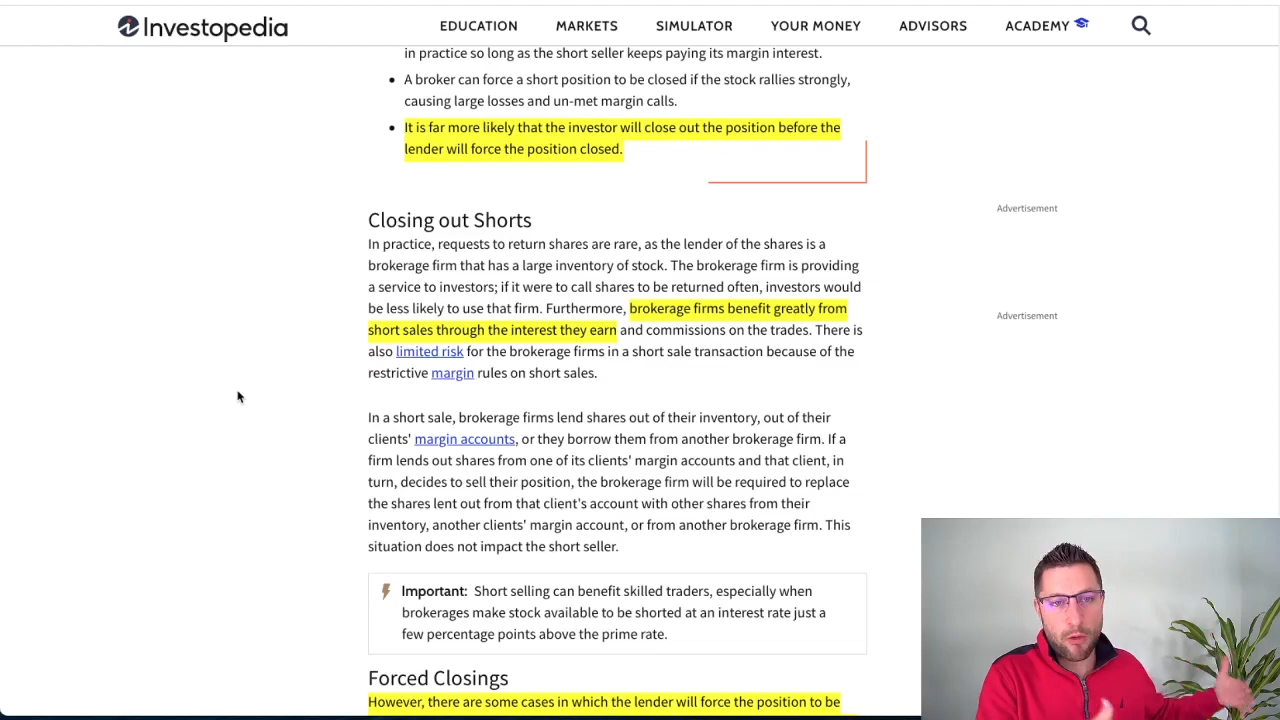 Investopedia
EDUCATION MARKETS SIMULATOR YOUR MONEY ADVISORS ACADEMY
in practice so long as the short seller keeps paying its margin interest.
• A broker can force a short position to be closed if the stock rallies strongly,
causing large losses and un-met margin calls.
• It is far more likely that the investor will close out the position before the
lender will force the position closed.
Closing out Shorts
In practice, requests to return shares are rare, as the lender of the shares is a
brokerage firm that has a large inventory of stock. The brokerage firm is providing
a service to investors; if it were to call shares to be returned often, investors would
be less likely to use that firm. Furthermore, brokerage firms benefit greatly from
short sales through the interest they earn and commissions on the trades. There is
also limited risk for the brokerage firms in a short sale transaction because of the
restrictive margin rules on short sales.
In a short sale, brokerage firms lend shares out of their inventory, out of their
clients' margin accounts, or they borrow them from another brokerage firm. If a
firm lends out shares from one of its clients' margin accounts and that client, in
turn, decides to sell their position, the brokerage firm will be required to replace
the shares lent out from that client's account with other shares from their
inventory, another clients' margin account, or from another brokerage firm. This
situation does not impact the short seller.
Important: Short selling can benefit skilled traders, especially when
brokerages make stock available to be shorted at an interest rate just a
few percentage points above the prime rate.
Forced Closings
However, there are some cases in which the lender will force the position to be
Advertisement
Advertisement